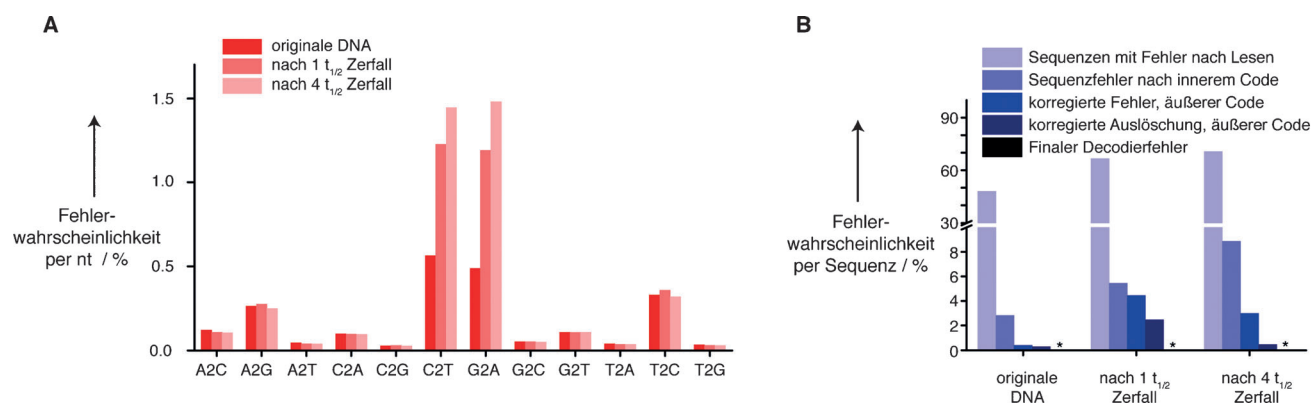 A
originale DNA
nach 1 t1/2 Zerfall
nach 4 t1/2 Zerfall
1.5
1.0
0.5
0.0
Fehler-
wahrscheinlichkeit
per nt / %
A2C A2G A2T C2A C2G C2T G2A G2C G2T T2A T2C T2G
B
Sequenzen mit Fehler nach Lesen
Sequenzfehler nach innerem Code
korregierte Fehler, äußerer Code
korregierte Auslöschung, äußerer Code
Finaler Decodierfehler
90
60
30
8
6
4
2
0
Fehler-
wahrscheinlichkeit
per Sequenz / %
* * *
originale
DNA
nach 1 t1/2
Zerfall
nach 4 t1/2
Zerfall